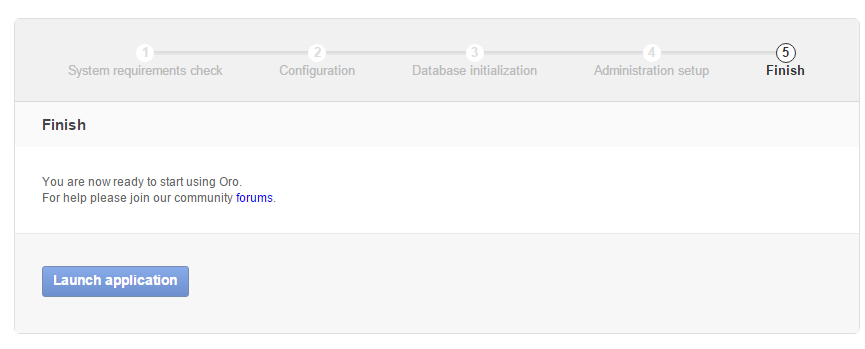 1 2 3 4 5
System requirements check Configuration Database initialization Administration setup Finish
Finish
You are now ready to start using Oro.
For help please join our community forums.
Launch application